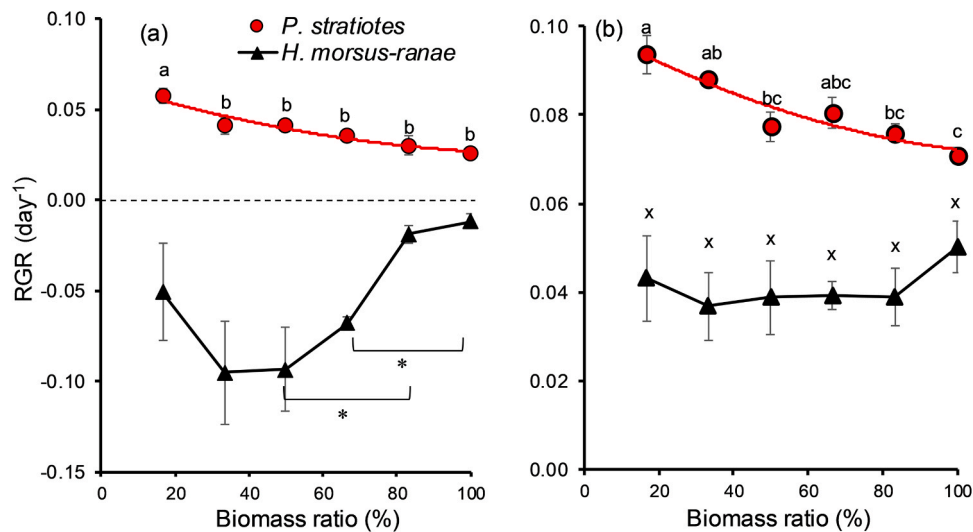 (a)
P. stratiotes
H. morsus-ranae
0.10
0.05
0.00
-0.05
-0.10
-0.15
RGR (day-1)
a
b
b
b
b
b
*
*
0
20
40
60
80
100
Biomass ratio (%)
(b)
0.10
0.08
0.06
0.04
0.02
0.00
a
ab
bc
abc
bc
c
x
x
x
x
x
x
0
20
40
60
80
100
Biomass ratio (%)